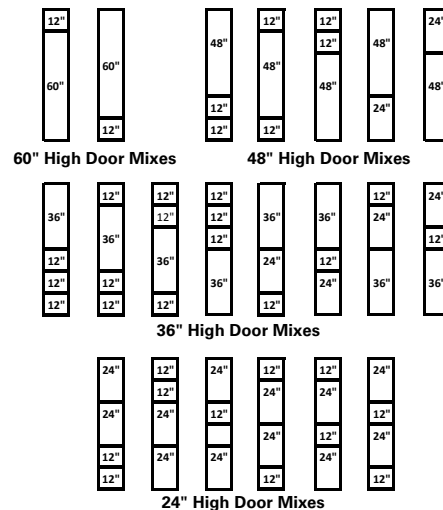 12" 12" 12" 24"
48" 12" 48"
60"
60" 48" 48" 48"
12" 24"
12" 12" 12"
60" High Door Mixes 48" High Door Mixes
12" 12" 12" 12" 24"
36" 12" 12" 36" 36" 24"
36" 12" 12"
12" 24" 12"
12" 12" 36" 36" 24" 36" 36"
12" 12" 12" 12"
36" High Door Mixes
24" 12" 24" 12" 12" 24"
12" 24" 24"
24" 24" 12"
24" 12" 24"
12" 24" 24" 24"
12" 12" 12"
24" High Door Mixes